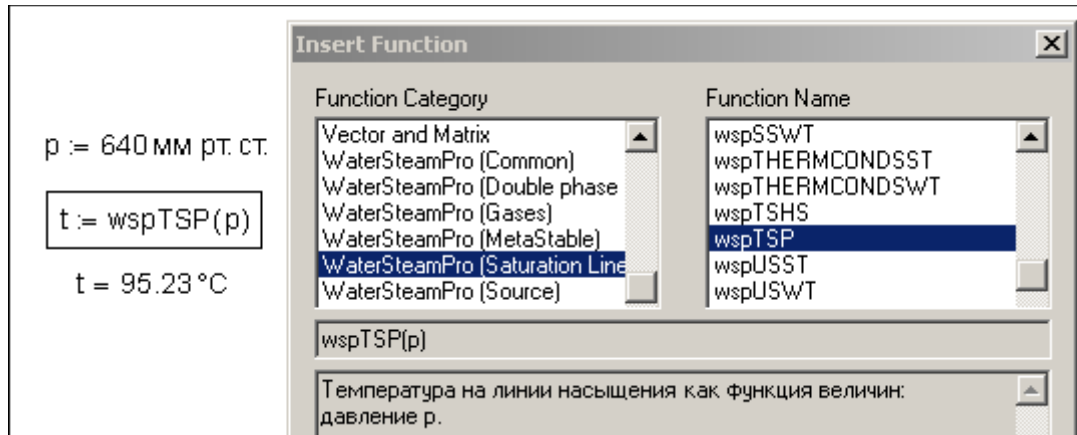 p := 640 мм рт. ст.
t := wspTSP(p)
t = 95.23 °C
Insert Function
Function Category
Function Name
Vector and Matrix
WaterSteamPro (Common)
WaterSteamPro (Double phase
WaterSteamPro (Gases)
WaterSteamPro (MetaStable)
WaterSteamPro (Saturation Line
WaterSteamPro (Source)
wspSSWT
wspTHERMCONDSST
wspTHERMCONDSWT
wspTSHS
wspTSP
wspUSST
wspUSWT
wspTSP(p)
Температура на линии насыщения как функция величин:
давление p.